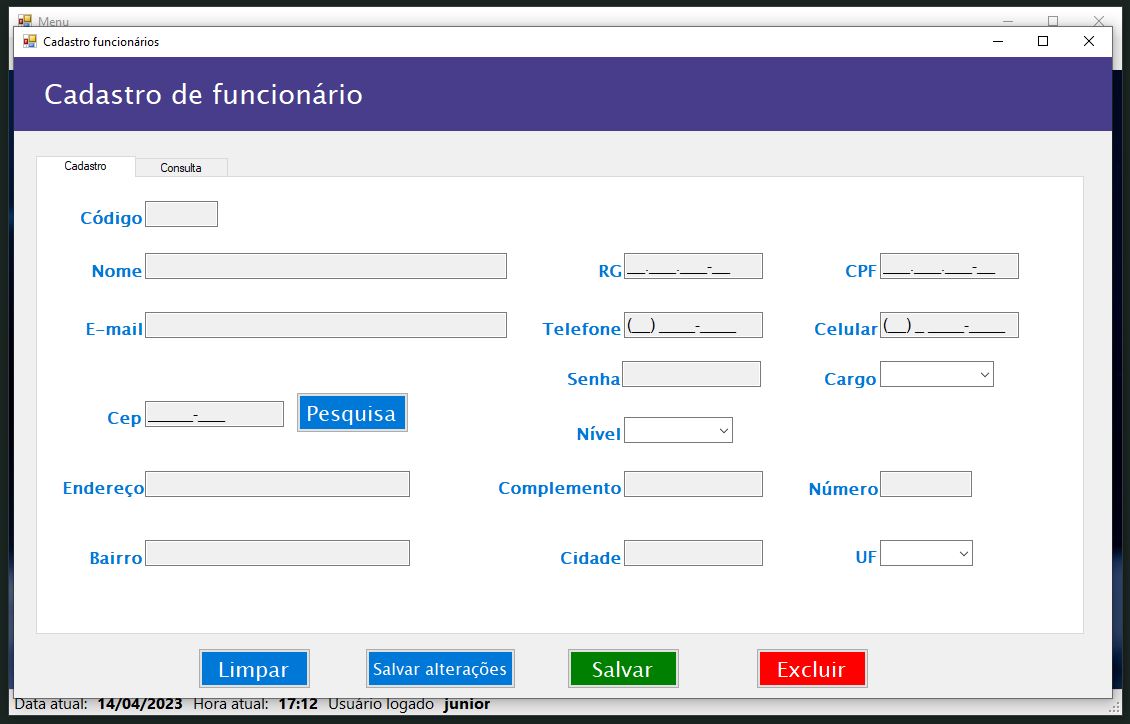 Menu
Cadastro funcionários
Cadastro de funcionário
Cadastro Consulta
Código
Nome RG __.___.___-__ CPF ___.___.___-__
E-mail Telefone (__) ____-____ Celular (__) _ ____-____
Senha Cargo
Cep _____-___ Pesquisa
Nível
Endereço Complemento Número
Bairro Cidade UF
Limpar Salvar alterações Salvar Excluir
Data atual: 14/04/2023 Hora atual: 17:12 Usuário logado junior